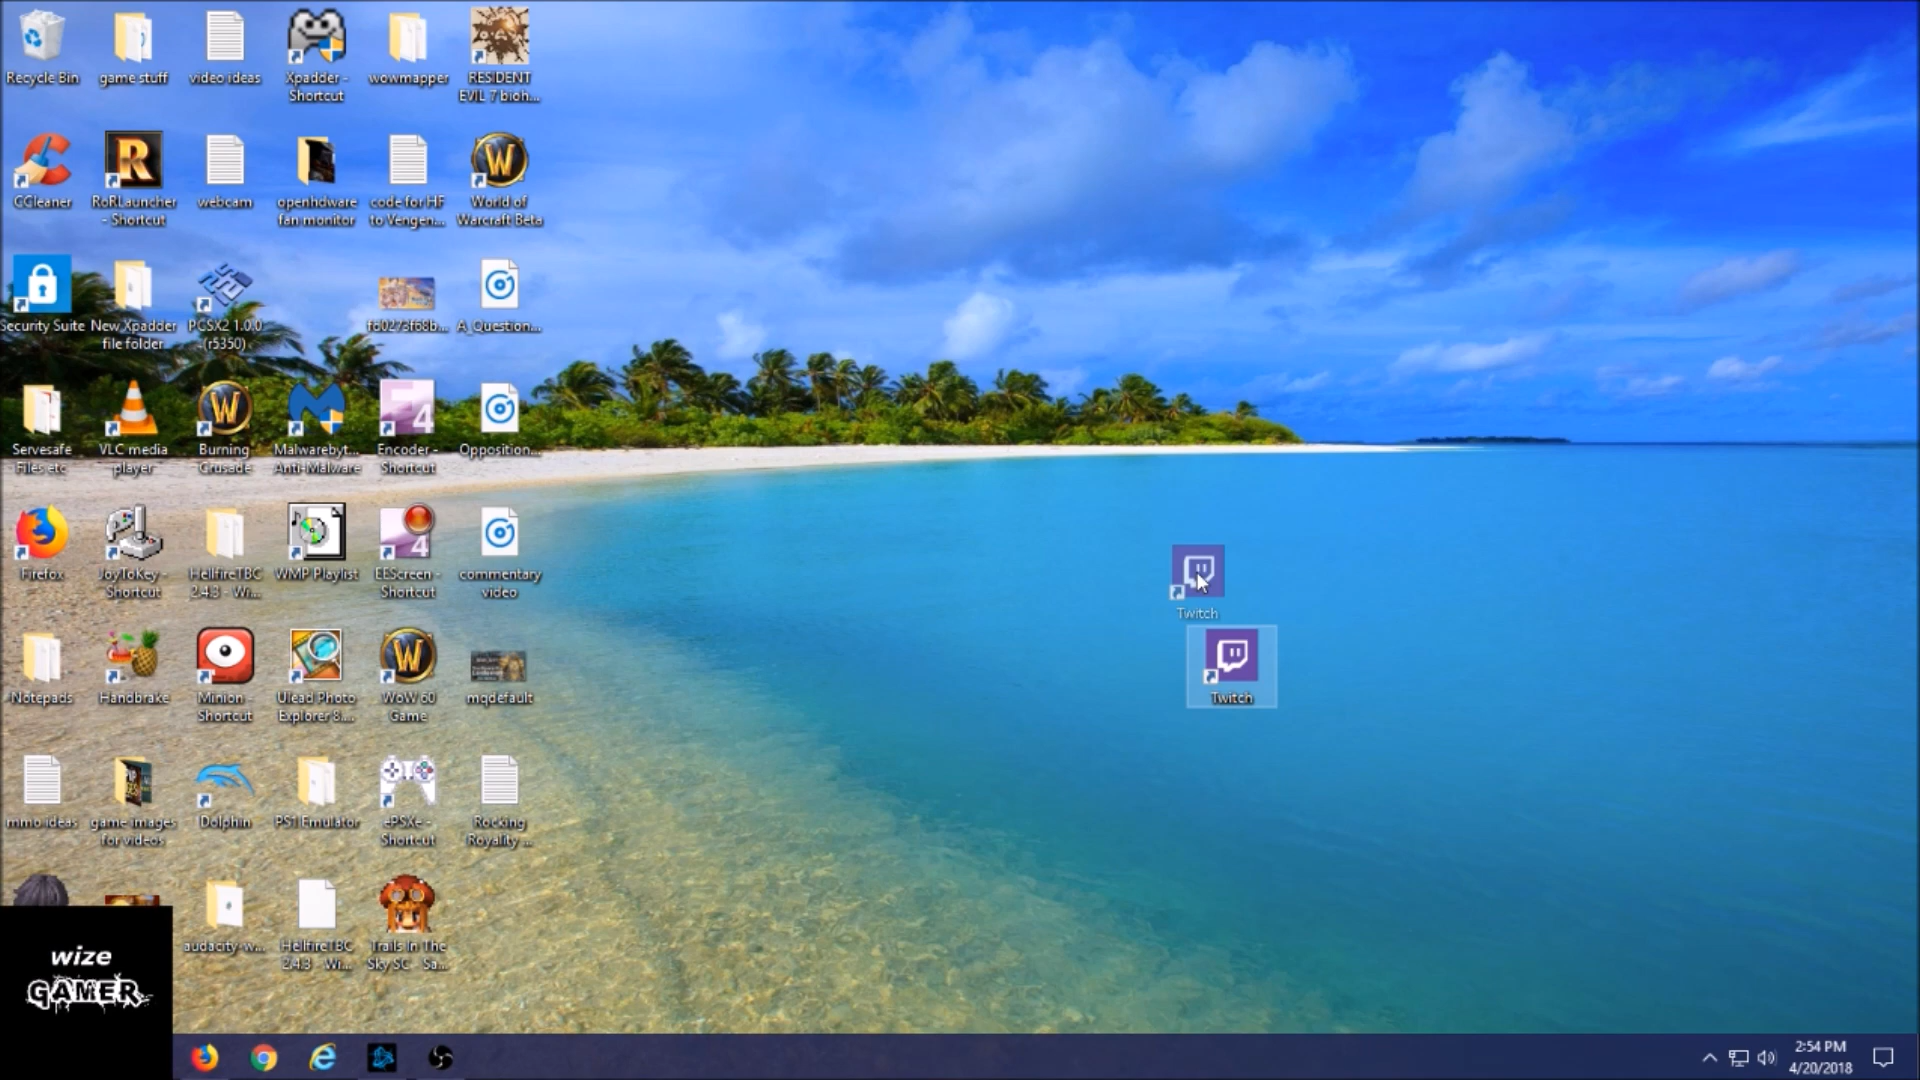 Recycle Bin
game stuff
video ideas
Xpadder -
Shortcut
wowmapper
RESIDENT
EVIL 7 bioh...
CCleaner
RoRLauncher
- Shortcut
webcam
openhdware
fan monitor
code for HF
to Vengen...
World of
Warcraft Beta
Security Suite
New Xpadder
file folder
PCSX2 1.0.0
(r5350)
fd0273f68b...
A_Question...
Servesafe
Files etc
VLC media
player
Burning
Crusade
Malwarebyt...
Anti-Malware
4
Encoder -
Shortcut
Opposition...
Firefox
JoyToKey -
Shortcut
HellfireTBC
2.4.3 - Wi...
WMP Playlist
4
EEScreen -
Shortcut
commentary
video
Twitch
Twitch
Notepads
Handbrake
Minion -
Shortcut
Ulead Photo
Explorer 8....
WoW 60
Game
mqdefault
mmo ideas
game images
for videos
Dolphin
PS1 Emulator
ePSXe -
Shortcut
Rocking
Royality ...
audacity-w...
HellfireTBC
2.4.3 - Wi...
Trails In The
Sky SC - Sa...
wize
GAMER
2:54 PM
4/20/2018